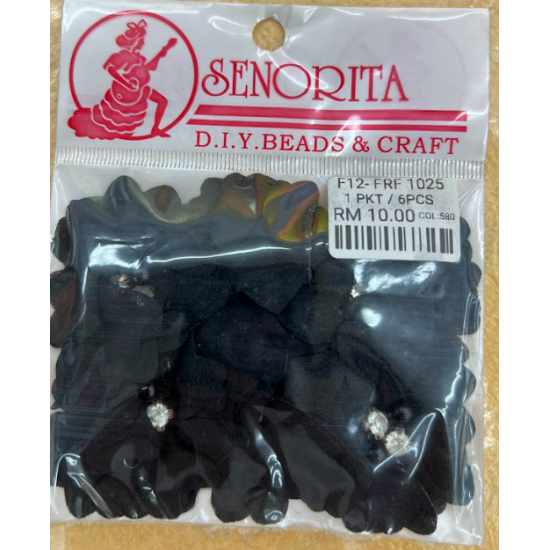 SENORITA
D.I.Y.BEADS & CRAFT
F12- FRF 1025
1 PKT / 6PCS
RM 10.00 COL:580